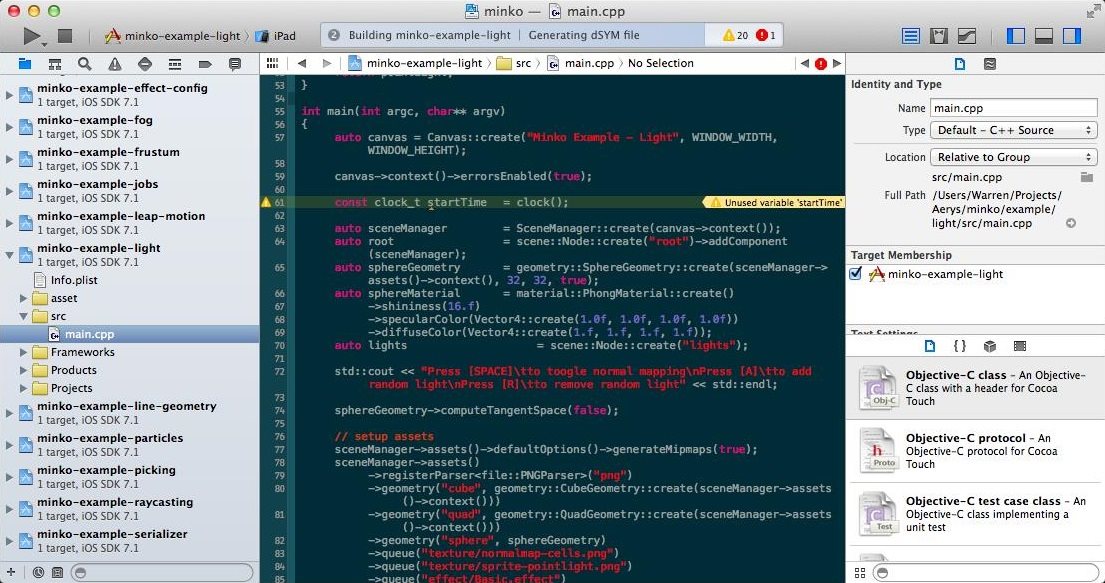 minko — main.cpp
minko-example-light
iPad
2 Building minko-example-light | Generating dSYM file
20
1
minko-example-effect-config
1 target, iOS SDK 7.1
minko-example-fog
1 target, iOS SDK 7.1
minko-example-frustum
1 target, iOS SDK 7.1
minko-example-jobs
1 target, iOS SDK 7.1
minko-example-leap-motion
1 target, iOS SDK 7.1
minko-example-light
1 target, iOS SDK 7.1
Info.plist
asset
src
main.cpp
Frameworks
Products
Projects
minko-example-line-geometry
1 target, iOS SDK 7.1
minko-example-particles
1 target, iOS SDK 7.1
minko-example-picking
1 target, iOS SDK 7.1
minko-example-raycasting
1 target, iOS SDK 7.1
minko-example-serializer
1 target, iOS SDK 7.1
minko-example-light
src
main.cpp
No Selection
53 }
54
55 int main(int argc, char** argv)
56 {
57 auto canvas = Canvas::create("Minko Example - Light", WINDOW_WIDTH,
WINDOW_HEIGHT);
58
59 canvas->context()->errorsEnabled(true);
60
61 const clock_t startTime = clock();
Unused variable 'startTime'
62
63 auto sceneManager = SceneManager::create(canvas->context());
64 auto root = scene::Node::create("root")->addComponent
(sceneManager);
65 auto sphereGeometry = geometry::SphereGeometry::create(sceneManager->
assets()->context(), 32, 32, true);
66 auto sphereMaterial = material::PhongMaterial::create()
67 ->shininess(16.f)
68 ->specularColor(Vector4::create(1.0f, 1.0f, 1.0f, 1.0f))
69 ->diffuseColor(Vector4::create(1.f, 1.f, 1.f, 1.f));
70 auto lights = scene::Node::create("lights");
71
72 std::cout << "Press [SPACE]\tto toogle normal mapping\nPress [A]\tto add
random light\nPress [R]\tto remove random light" << std::endl;
73
74 sphereGeometry->computeTangentSpace(false);
75
76 // setup assets
77 sceneManager->assets()->defaultOptions()->generateMipmaps(true);
78 sceneManager->assets()
79 ->registerParser<file::PNGParser>("png")
80 ->geometry("cube", geometry::CubeGeometry::create(sceneManager->assets
()->context()))
81 ->geometry("quad", geometry::QuadGeometry::create(sceneManager->assets
()->context()))
82 ->geometry("sphere", sphereGeometry)
83 ->queue("texture/normalmap-cells.png")
84 ->queue("texture/sprite-pointlight.png")
85 ->queue("effect/Basic.effect")
Identity and Type
Name main.cpp
Type Default - C++ Source
Location Relative to Group
src/main.cpp
Full Path /Users/Warren/Projects/
Aerys/minko/example/
light/src/main.cpp
Target Membership
minko-example-light
Text Settings
{ }
Obj-C
Objective-C class - An Objective-
C class with a header for Cocoa
Touch
Proto
Objective-C protocol - An
Objective-C protocol for Cocoa
Touch
Test
Objective-C test case class - An
Objective-C class implementing a
unit test